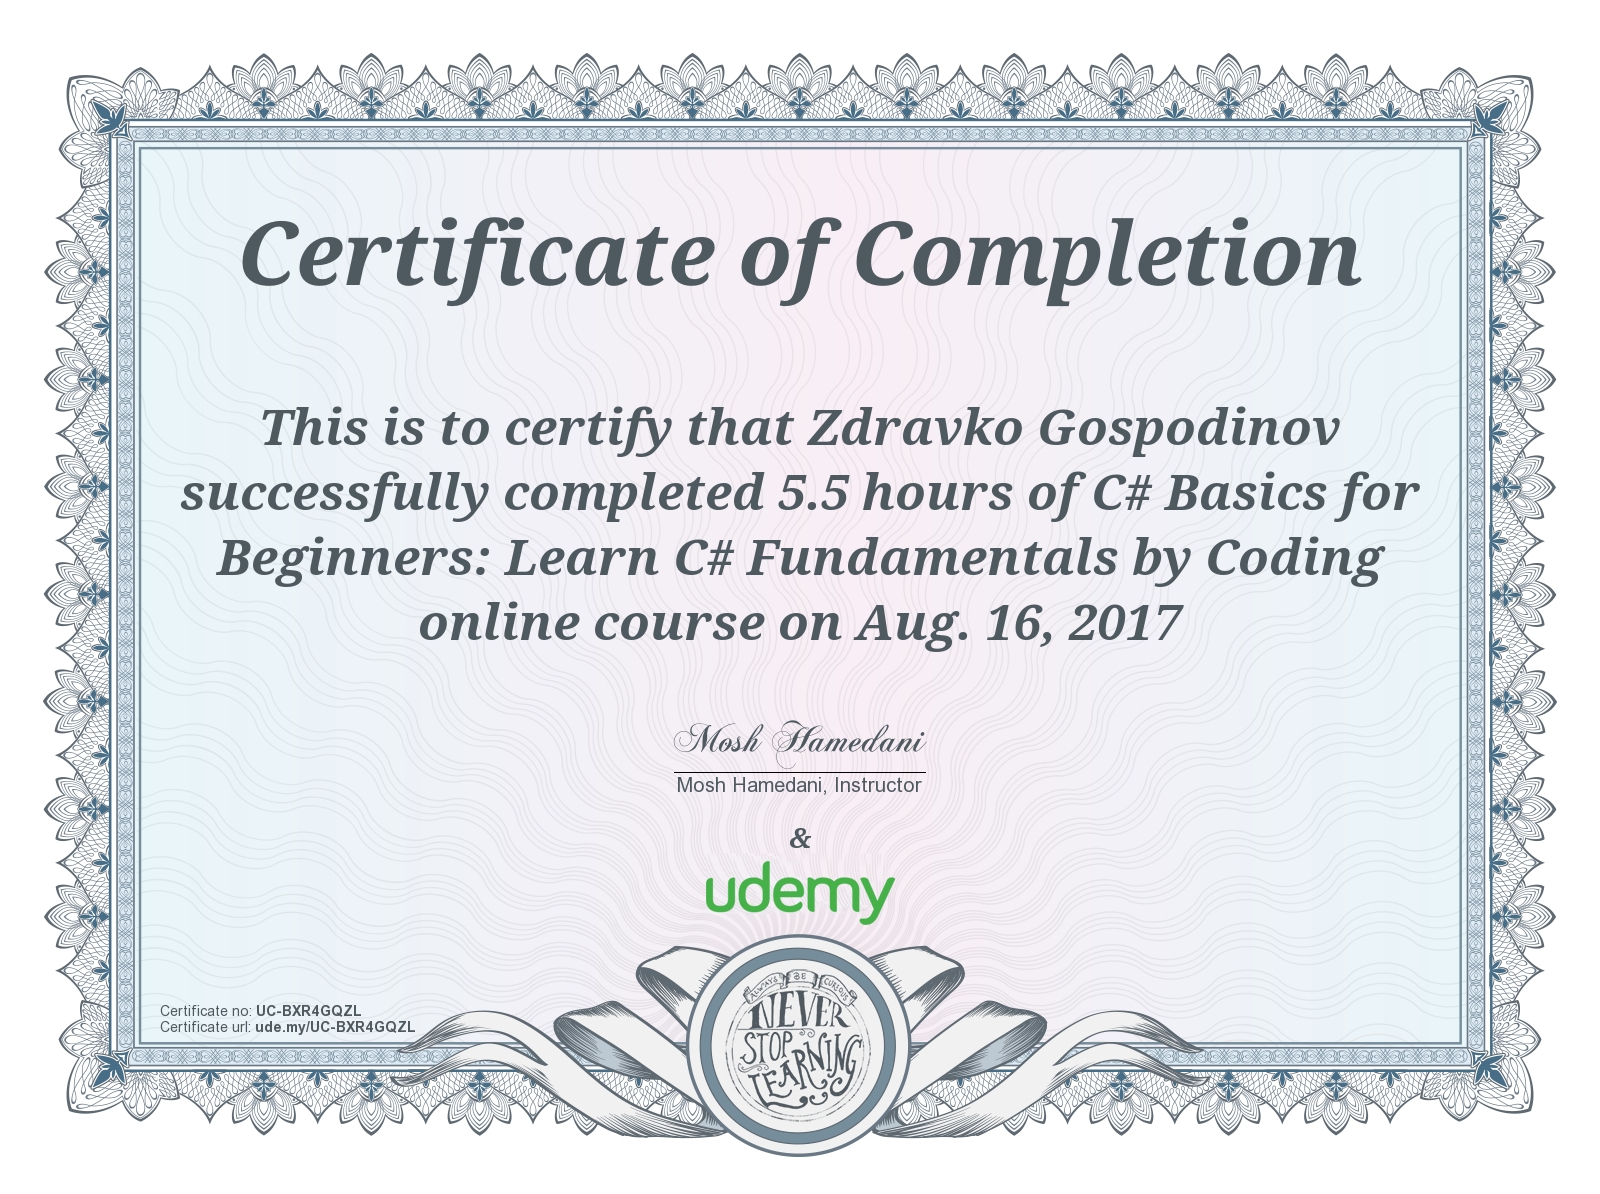 Certificate of Completion
This is to certify that Zdravko Gospodinov
successfully completed 5.5 hours of C# Basics for
Beginners: Learn C# Fundamentals by Coding
online course on Aug. 16, 2017
Mosh Hamedani
Mosh Hamedani, Instructor
&
udemy
Certificate no: UC-BXR4GQZL
Certificate url: ude.my/UC-BXR4GQZL
ALWAYS BE CURIOUS
NEVER
STOP
LEARNING